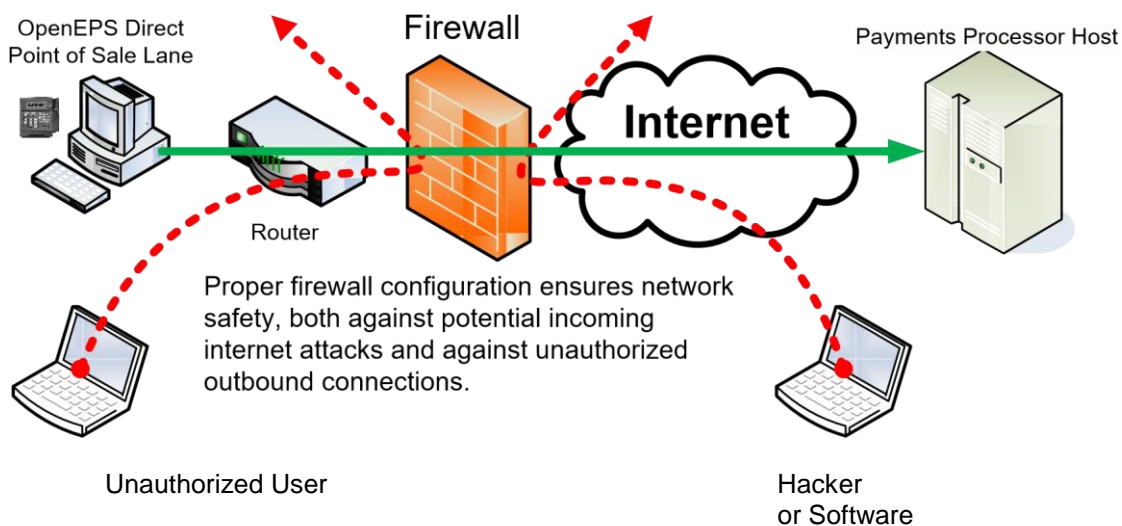 OpenEPS Direct
Point of Sale Lane
Firewall
Payments Processor Host
Internet
Router
Proper firewall configuration ensures network
safety, both against potential incoming
internet attacks and against unauthorized
outbound connections.
Unauthorized User
Hacker
or Software